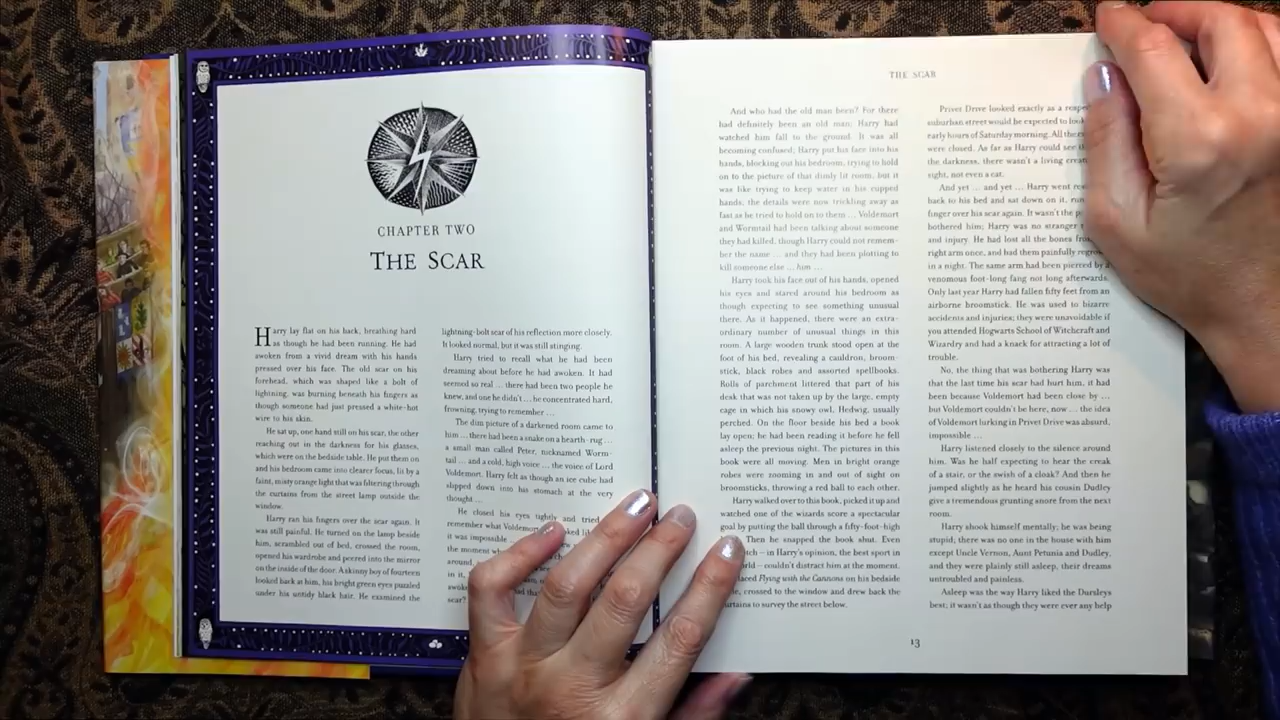 CHAPTER TWO
THE SCAR
Harry lay flat on his back, breathing hard
as though he had been running. He had
awoken from a vivid dream with his hands
pressed over his face. The old scar on his
forehead, which was shaped like a bolt of
lightning, was burning beneath his fingers as
though someone had just pressed a white-hot
wire to his skin.
He sat up, one hand still on his scar, the other
reaching out in the darkness for his glasses,
which were on the bedside table. He put them on
and his bedroom came into clearer focus, lit by a
faint, misty orange light that was filtering through
the curtains from the street lamp outside the
window.
Harry ran his fingers over the scar again. It
was still painful. He turned on the lamp beside
him, scrambled out of bed, crossed the room,
opened his wardrobe and peered into the mirror
on the inside of the door. A skinny boy of fourteen
looked back at him, his bright green eyes puzzled
under his untidy black hair. He examined the
lightning-bolt scar of his reflection more closely.
It looked normal, but it was still stinging.
Harry tried to recall what he had been
dreaming about before he had awoken. It had
seemed so real ... there had been two people he
knew, and one he didn't ... he concentrated hard,
frowning, trying to remember ...
The dim picture of a darkened room came to
him ... there had been a snake on a hearth-rug ...
a small man called Peter, nicknamed Worm-
tail ... and a cold, high voice ... the voice of Lord
Voldemort. Harry felt as though an ice cube had
slipped down into his stomach at the very
thought ...
He closed his eyes tightly and tried
remember what Voldemort
it was impossible
the moment
around,
in it,
awok
scar?
THE SCAR
And who had the old man been? For there
had definitely been an old man; Harry had
watched him fall to the ground. It was all
becoming confused; Harry put his face into his
hands, blocking out his bedroom, trying to hold
on to the picture of that dimly lit room, but it
was like trying to keep water in his cupped
hands; the details were now trickling away as
fast as he tried to hold on to them ... Voldemort
and Wormtail had been talking about someone
they had killed, though Harry could not remem-
ber the name ... and they had been plotting to
kill someone else ... him ...
Harry took his face out of his hands, opened
his eyes and stared around his bedroom as
though expecting to see something unusual
there. As it happened, there were an extra-
ordinary number of unusual things in this
room. A large wooden trunk stood open at the
foot of his bed, revealing a cauldron, broom-
stick, black robes and assorted spellbooks.
Rolls of parchment littered that part of his
desk that was not taken up by the large, empty
cage in which his snowy owl, Hedwig, usually
perched. On the floor beside his bed a book
lay open; he had been reading it before he fell
asleep the previous night. The pictures in this
book were all moving. Men in bright orange
robes were zooming in and out of sight on
broomsticks, throwing a red ball to each other.
Harry walked over to this book, picked it up and
watched one of the wizards score a spectacular
goal by putting the ball through a fifty-foot-high
Then he snapped the book shut. Even
tch – in Harry's opinion, the best sport in
rld – couldn't distract him at the moment.
laced Flying with the Cannons on his bedside
le, crossed to the window and drew back the
urtains to survey the street below.
Privet Drive looked exactly as a respec
suburban street would be expected to look
early hours of Saturday morning. All the c
were closed. As far as Harry could see th
the darkness, there wasn't a living creat
sight, not even a cat.
And yet ... and yet ... Harry went res
back to his bed and sat down on it, run
finger over his scar again. It wasn't the p
bothered him; Harry was no stranger
and injury. He had lost all the bones from
right arm once, and had them painfully regrow
in a night. The same arm had been pierced by a
venomous foot-long fang not long afterwards.
Only last year Harry had fallen fifty feet from an
airborne broomstick. He was used to bizarre
accidents and injuries; they were unavoidable if
you attended Hogwarts School of Witchcraft and
Wizardry and had a knack for attracting a lot of
trouble.
No, the thing that was bothering Harry was
that the last time his scar had hurt him, it had
been because Voldemort had been close by ...
but Voldemort couldn't be here, now ... the idea
of Voldemort lurking in Privet Drive was absurd,
impossible ...
Harry listened closely to the silence around
him. Was he half expecting to hear the creak
of a stair, or the swish of a cloak? And then he
jumped slightly as he heard his cousin Dudley
give a tremendous grunting snore from the next
room.
Harry shook himself mentally; he was being
stupid; there was no one in the house with him
except Uncle Vernon, Aunt Petunia and Dudley,
and they were plainly still asleep, their dreams
untroubled and painless.
Asleep was the way Harry liked the Dursleys
best; it wasn't as though they were ever any help
13